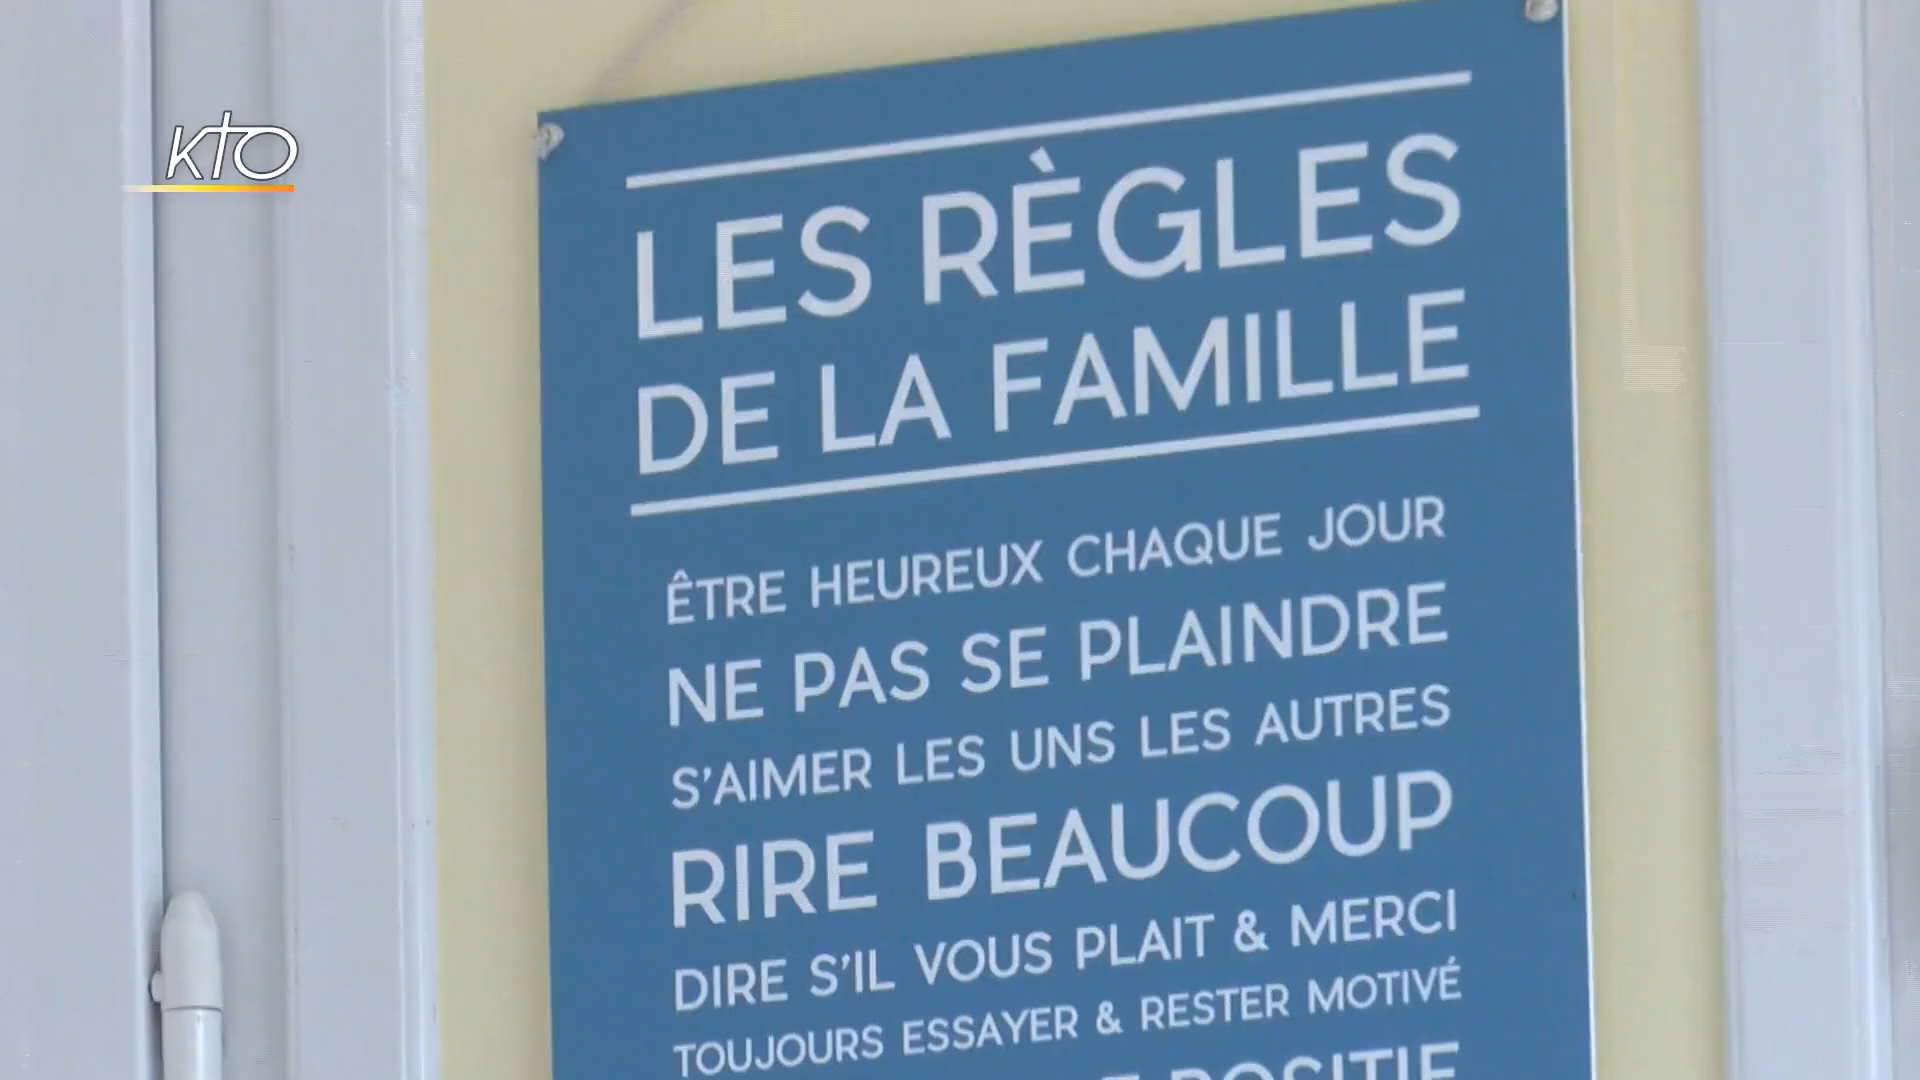 KTO
LES RÈGLES
DE LA FAMILLE
ÊTRE HEUREUX CHAQUE JOUR
NE PAS SE PLAINDRE
S'AIMER LES UNS LES AUTRES
RIRE BEAUCOUP
DIRE S'IL VOUS PLAIT & MERCI
TOUJOURS ESSAYER & RESTER MOTIVÉ
POSITIF